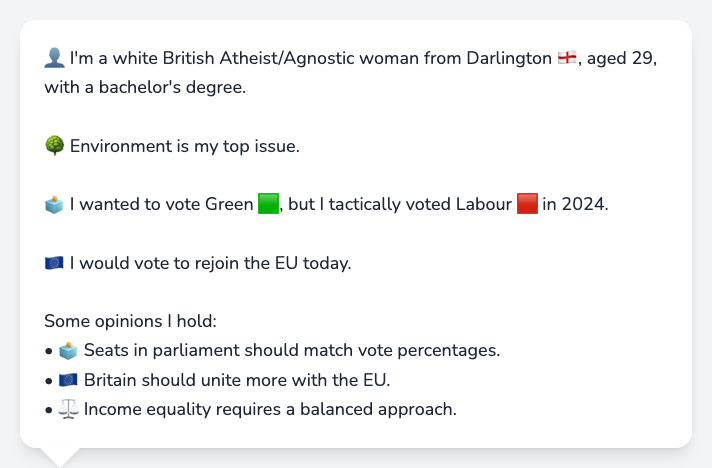 👤 I'm a white British Atheist/Agnostic woman from Darlington 🏴󠁧󠁢󠁥󠁮󠁧󠁿, aged 29,
with a bachelor's degree.
🌳 Environment is my top issue.
🗳️ I wanted to vote Green 🟩, but I tactically voted Labour 🟥 in 2024.
🇪🇺 I would vote to rejoin the EU today.
Some opinions I hold:
• 🗳️ Seats in parliament should match vote percentages.
• 🇪🇺 Britain should unite more with the EU.
• ⚖️ Income equality requires a balanced approach.